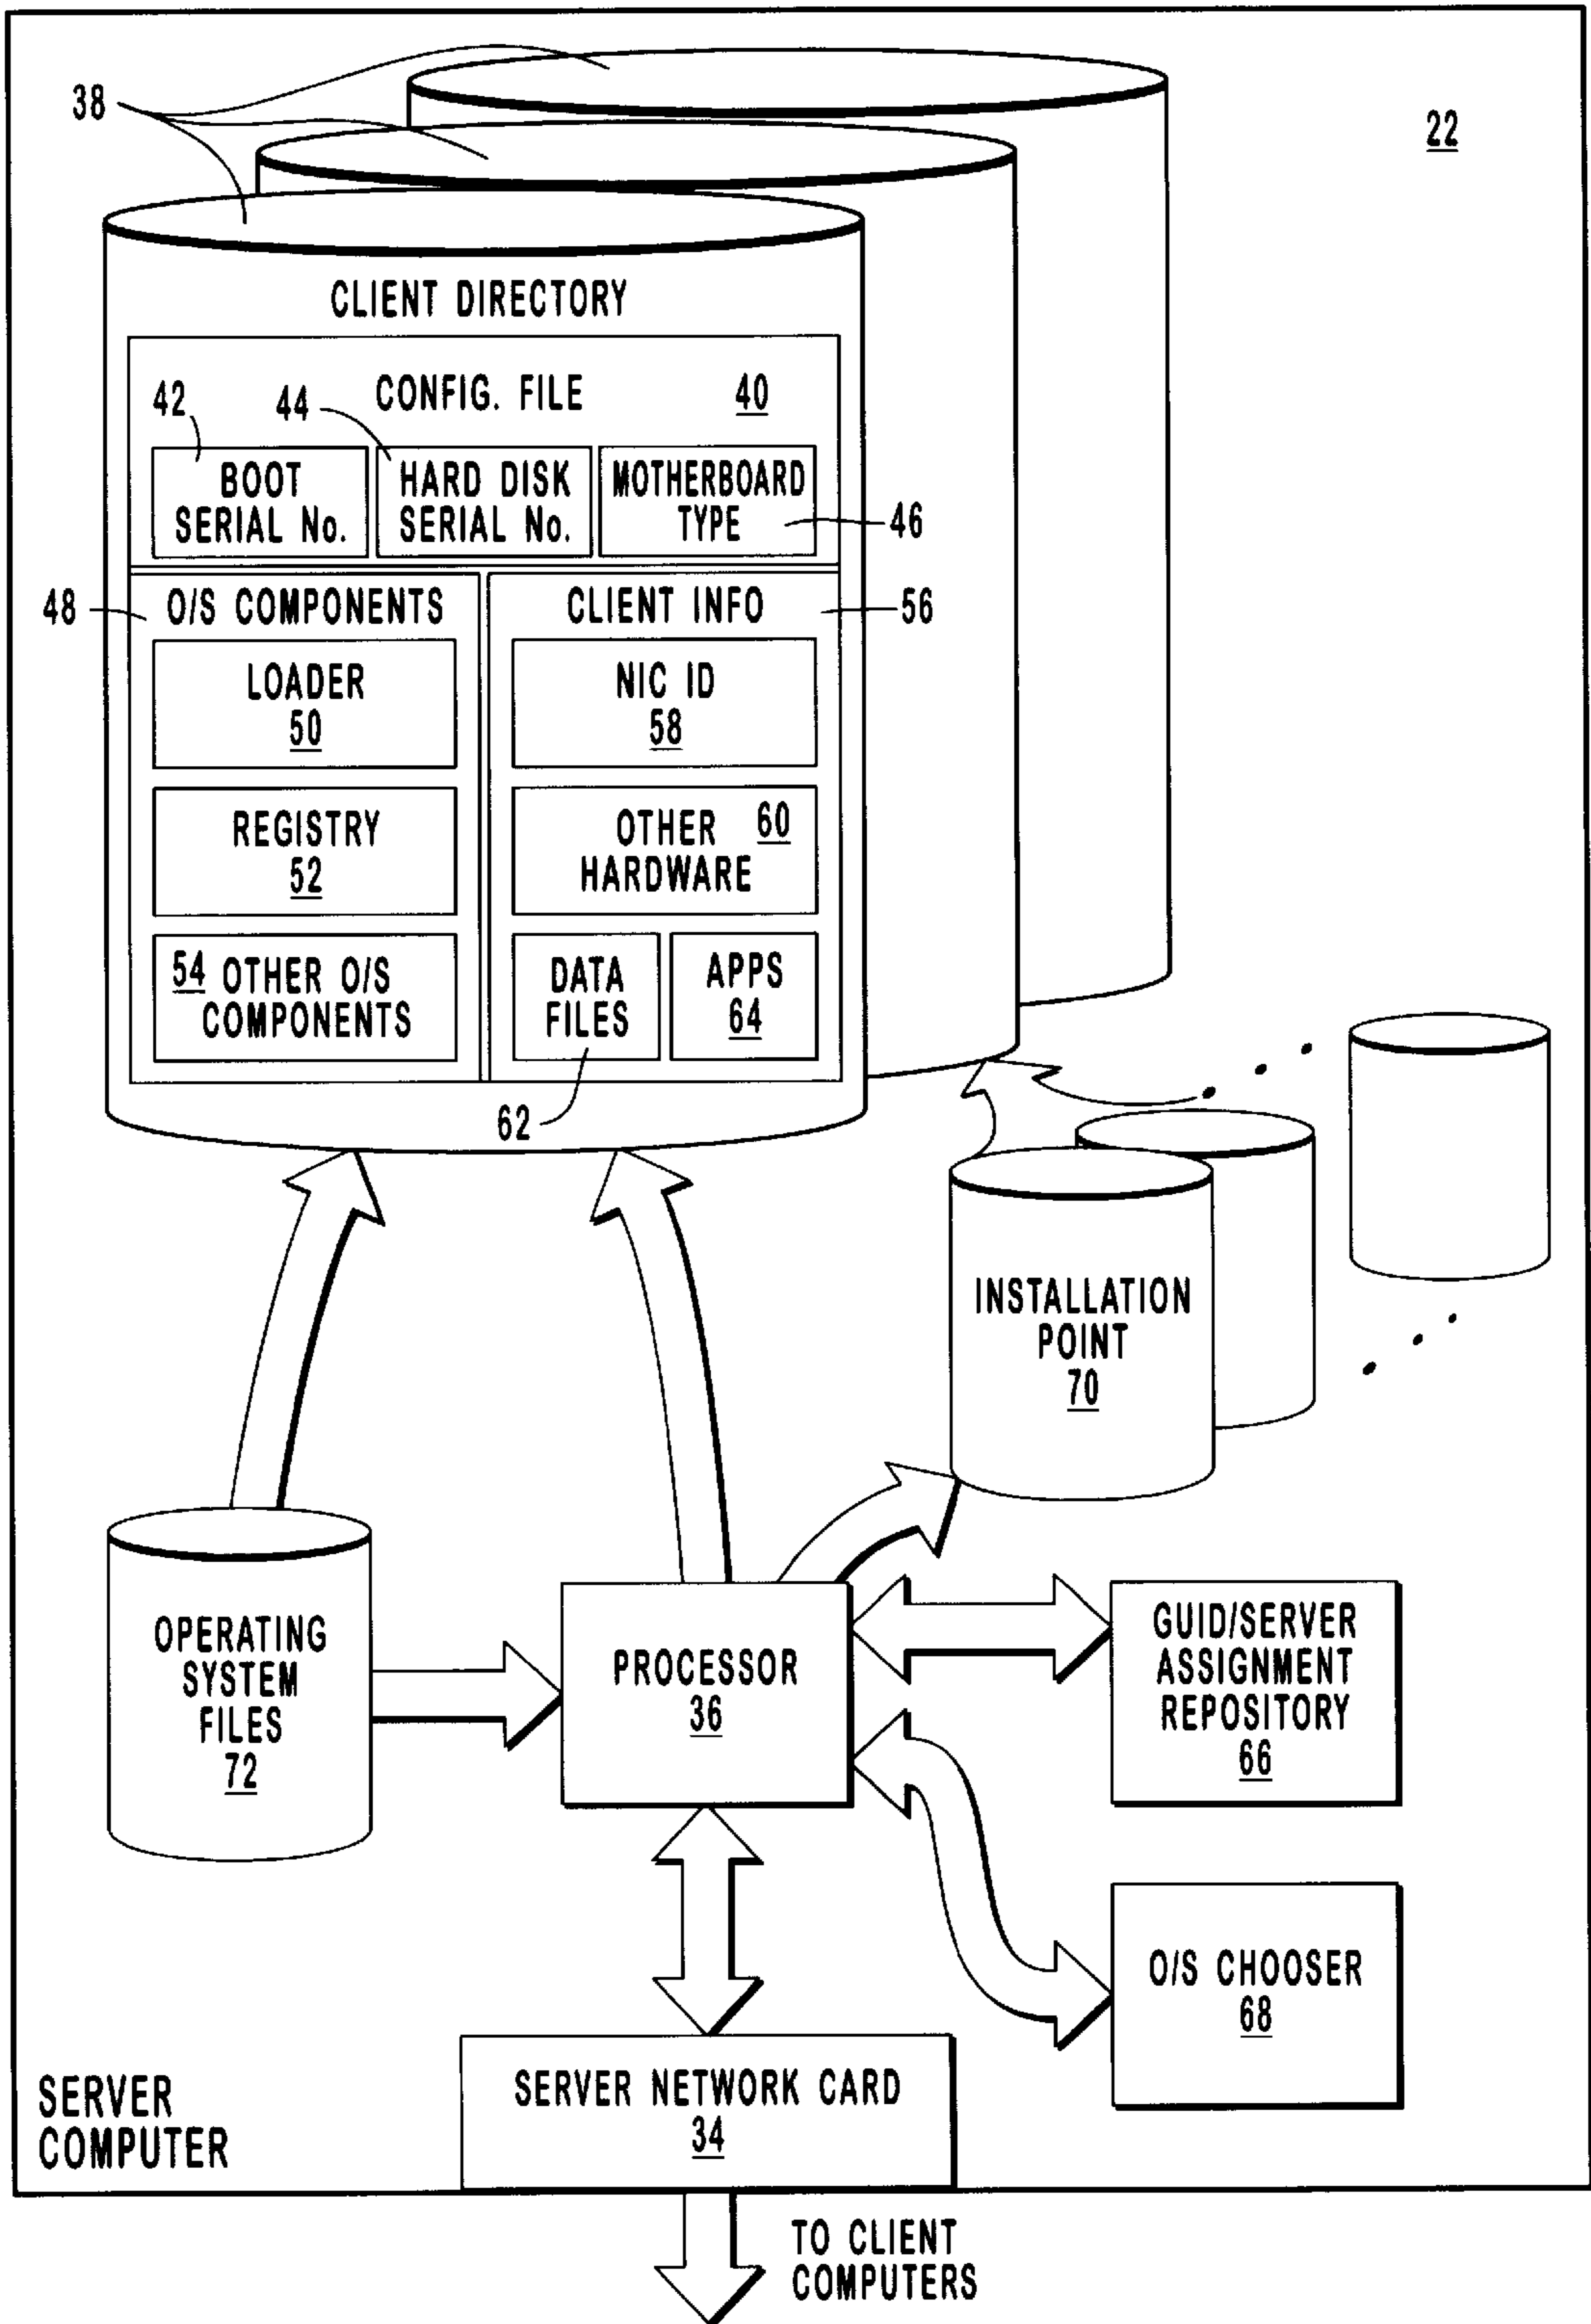 38
22
CLIENT DIRECTORY
42
44
CONFIG. FILE
40
BOOT
SERIAL No.
HARD DISK
SERIAL No.
MOTHERBOARD
TYPE
46
48
O/S COMPONENTS
CLIENT INFO
56
LOADER
50
NIC ID
58
REGISTRY
52
OTHER 60
HARDWARE
54 OTHER O/S
COMPONENTS
DATA
FILES
APPS
64
62
INSTALLATION
POINT
70
OPERATING
SYSTEM
FILES
72
PROCESSOR
36
GUID/SERVER
ASSIGNMENT
REPOSITORY
66
O/S CHOOSER
68
SERVER NETWORK CARD
34
SERVER
COMPUTER
TO CLIENT
COMPUTERS